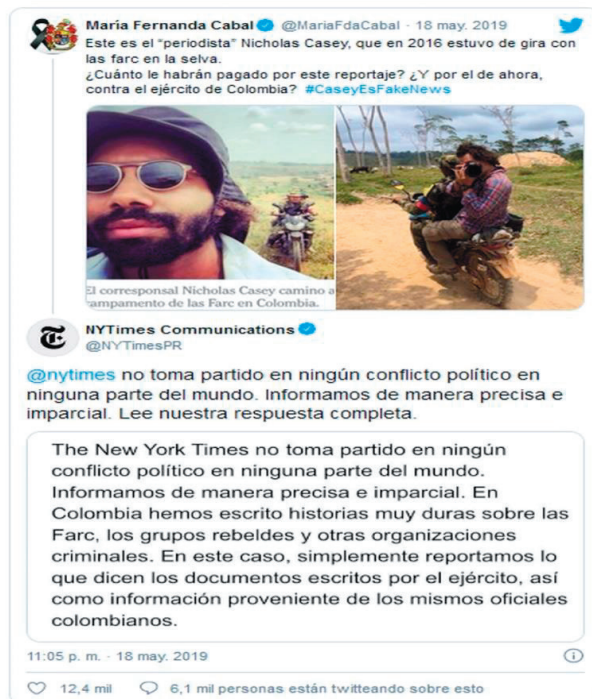 María Fernanda Cabal @MariaFdaCabal · 18 may. 2019
Este es el “periodista” Nicholas Casey, que en 2016 estuvo de gira con
las farc en la selva.
¿Cuánto le habrán pagado por este reportaje? ¿Y por el de ahora,
contra el ejército de Colombia? #CaseyEsFakeNews
El corresponsal Nicholas Casey camino a
campamento de las Farc en Colombia.
NYTimes Communications
@NYTimesPR
@nytimes no toma partido en ningún conflicto político en
ninguna parte del mundo. Informamos de manera precisa e
imparcial. Lee nuestra respuesta completa.
The New York Times no toma partido en ningún
conflicto político en ninguna parte del mundo.
Informamos de manera precisa e imparcial. En
Colombia hemos escrito historias muy duras sobre las
Farc, los grupos rebeldes y otras organizaciones
criminales. En este caso, simplemente reportamos lo
que dicen los documentos escritos por el ejército, así
como información proveniente de los mismos oficiales
colombianos.
11:05 p. m. · 18 may. 2019
12,4 mil 6,1 mil personas están twitteando sobre esto